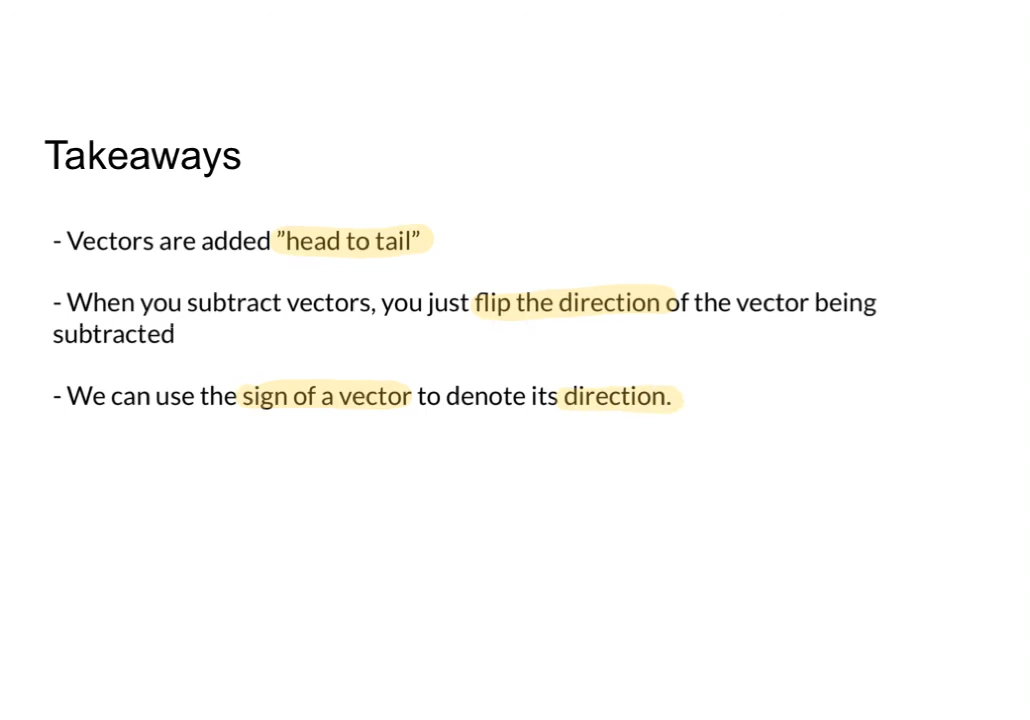 Takeaways
- Vectors are added ”head to tail”
- When you subtract vectors, you just flip the direction of the vector being
subtracted
- We can use the sign of a vector to denote its direction.